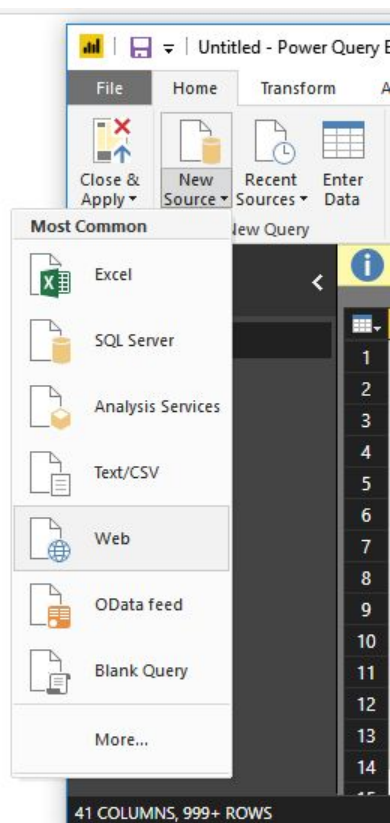 Untitled - Power Query E
File
Home
Transform
A
Close &
Apply
New
Source
Recent
Sources
Enter
Data
Most Common
New Query
Excel
SQL Server
Analysis Services
Text/CSV
Web
OData feed
Blank Query
More...
1
2
3
4
5
6
7
8
9
10
11
12
13
14
41 COLUMNS, 999+ ROWS